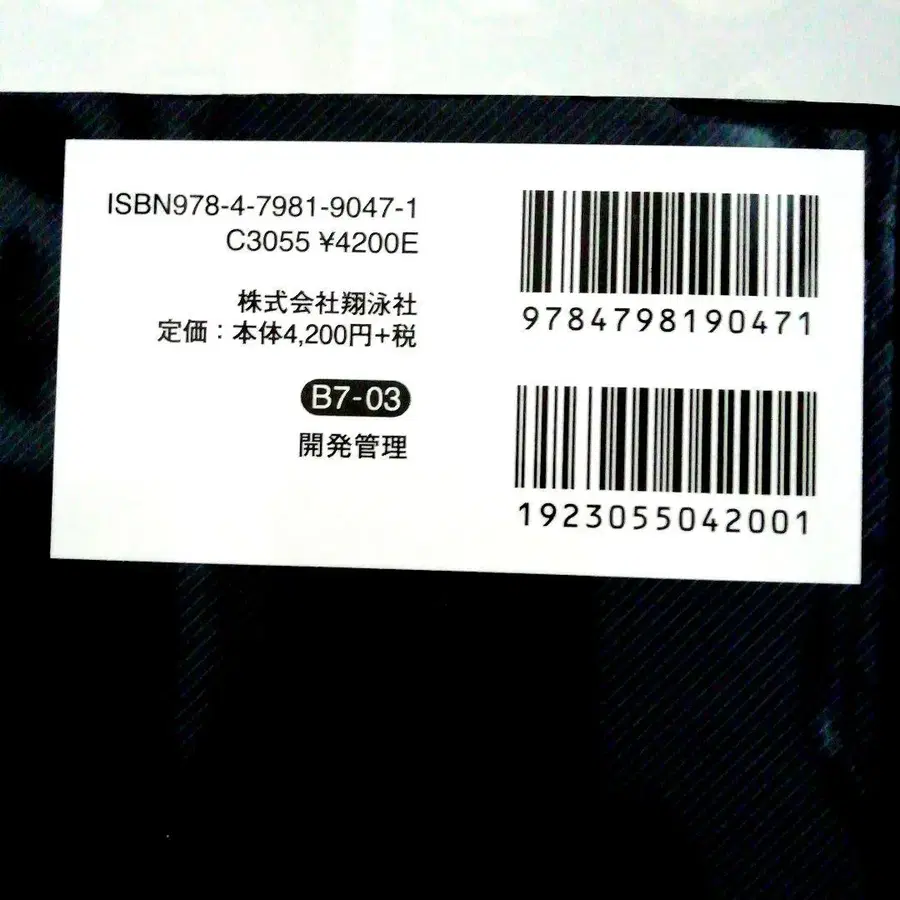 ISBN978-4-7981-9047-1
C3055 ¥4200E
株式会社翔泳社
定価：本体4,200円+税
B7-03
開発管理
9784798190471
1923055042001